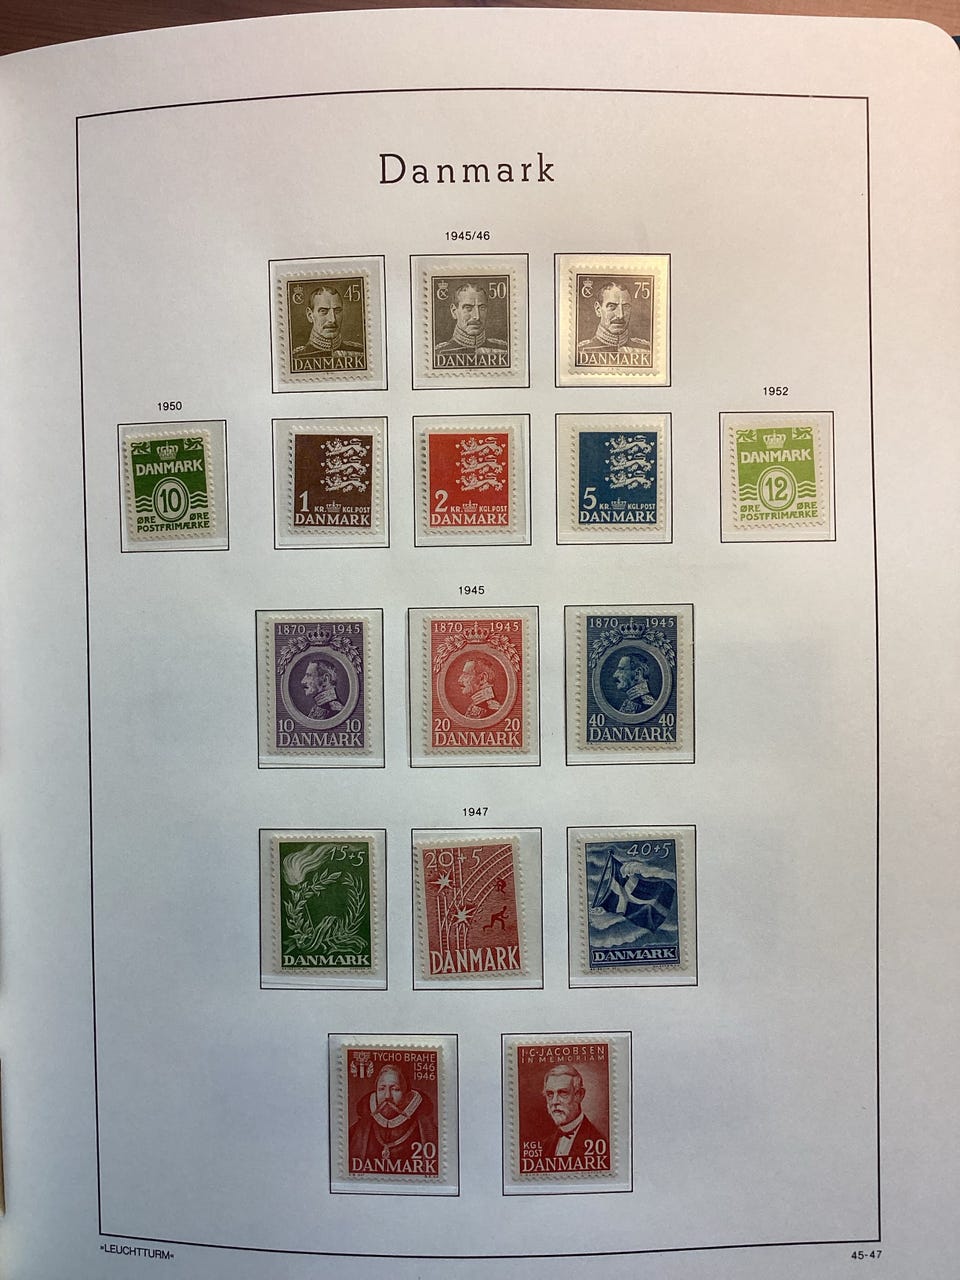 Danmark
1945/46
45
DANMARK
50
DANMARK
75
DANMARK
1950
1952
DANMARK
10
ØRE ØRE
POSTFRIMÆRKE
1 KR. KGL.POST
DANMARK
2 KR. KGL.POST
DANMARK
5 KR. KGL.POST
DANMARK
DANMARK
12
ØRE ØRE
POSTFRIMÆRKE
1945
1870 1945
10 10
DANMARK
1870 1945
20 20
DANMARK
1870 1945
40 40
DANMARK
1947
15+5
DANMARK
20+5
DANMARK
40+5
DANMARK
TYCHO BRAHE
1546
1946
20
DANMARK
I·C·JACOBSEN
IN MEMORIAM
KGL
POST 20
DANMARK
»LEUCHTTURM«
45-47